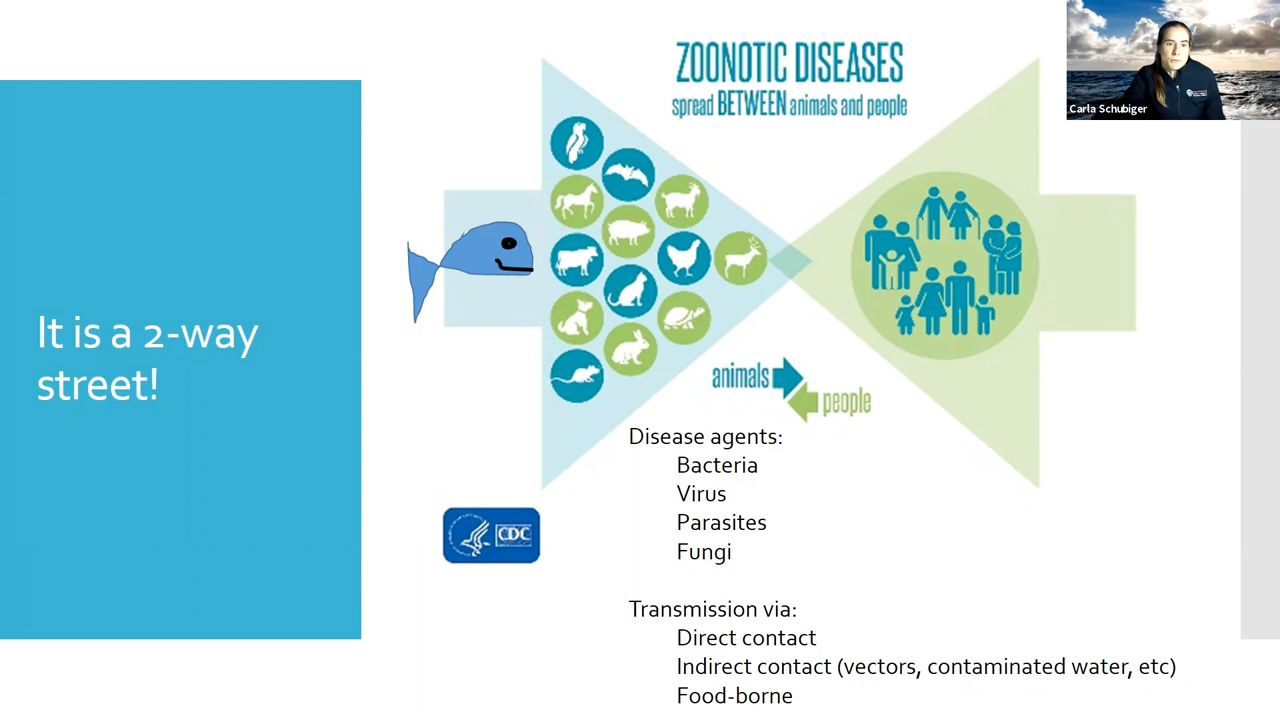 ZOONOTIC DISEASES
spread BETWEEN animals and people
Carla Schubiger
It is a 2-way
street!
animals
people
Disease agents:
Bacteria
Virus
Parasites
Fungi
CDC
Transmission via:
Direct contact
Indirect contact (vectors, contaminated water, etc)
Food-borne